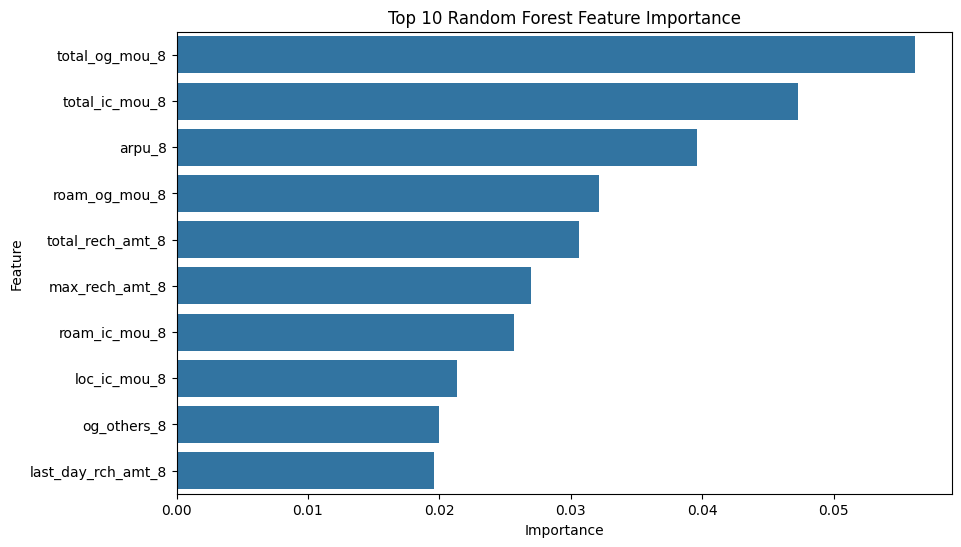 Top 10 Random Forest Feature Importance
Feature
total_og_mou_8
total_ic_mou_8
arpu_8
roam_og_mou_8
total_rech_amt_8
max_rech_amt_8
roam_ic_mou_8
loc_ic_mou_8
og_others_8
last_day_rch_amt_8
0.00 0.01 0.02 0.03 0.04 0.05
Importance